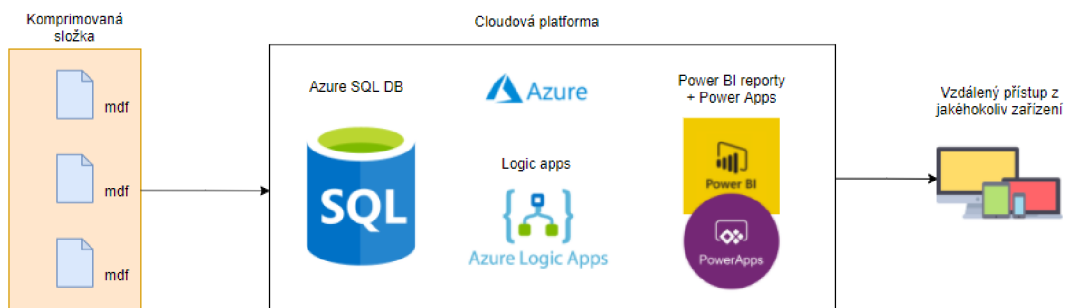 Komprimovaná
složka
mdf
mdf
mdf
Cloudová platforma
Azure SQL DB
SQL
Azure
Logic apps
Azure Logic Apps
Power BI reporty
+ Power Apps
Power BI
PowerApps
Vzdálený přístup z
jakéhokoliv zařízení